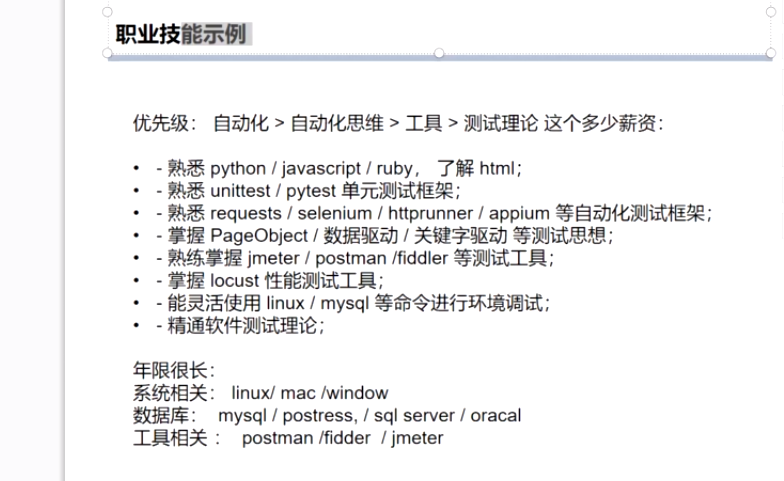 职业技能示例
优先级： 自动化 > 自动化思维 > 工具 > 测试理论 这个多少薪资：
• - 熟悉 python / javascript / ruby， 了解 html；
• - 熟悉 unittest / pytest 单元测试框架；
• - 熟悉 requests / selenium / httprunner / appium 等自动化测试框架；
• - 掌握 PageObject / 数据驱动 / 关键字驱动 等测试思想；
• - 熟练掌握 jmeter / postman /fiddler 等测试工具；
• - 掌握 locust 性能测试工具；
• - 能灵活使用 linux / mysql 等命令进行环境调试；
• - 精通软件测试理论；
年限很长：
系统相关： linux/ mac /window
数据库： mysql / postress, / sql server / oracal
工具相关 ： postman /fidder / jmeter